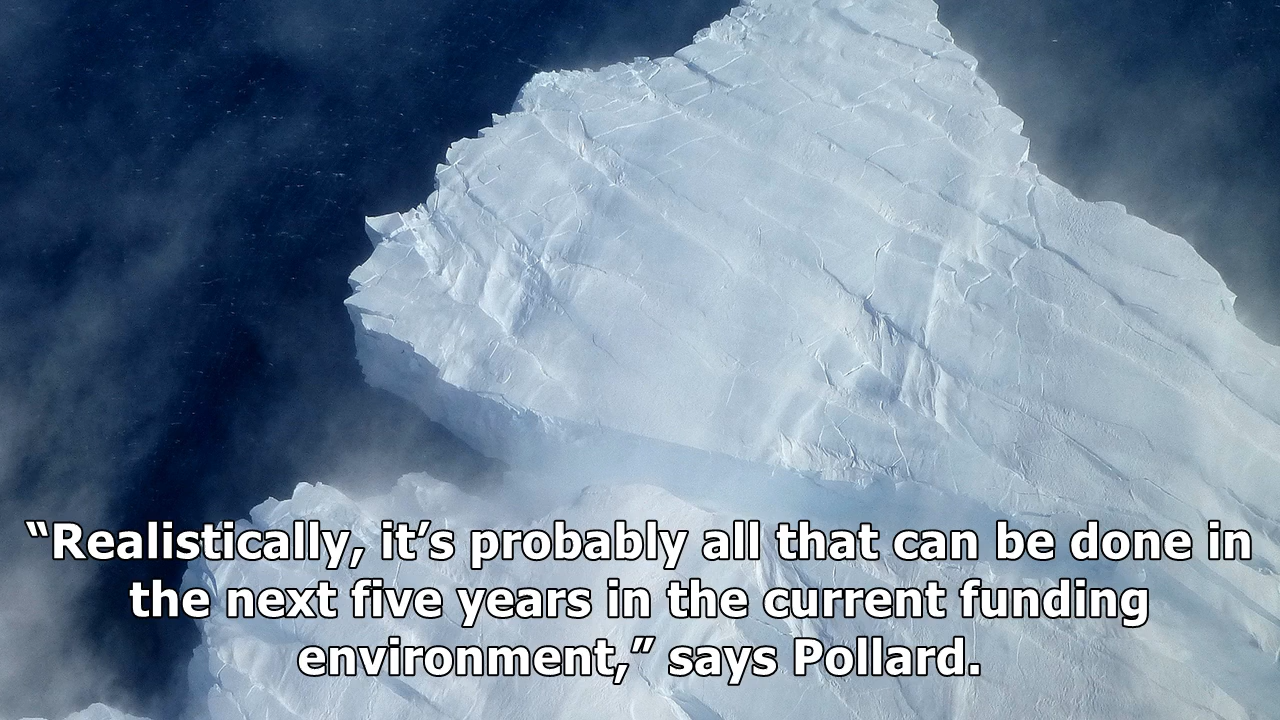 “Realistically, it’s probably all that can be done in
the next five years in the current funding
environment,” says Pollard.